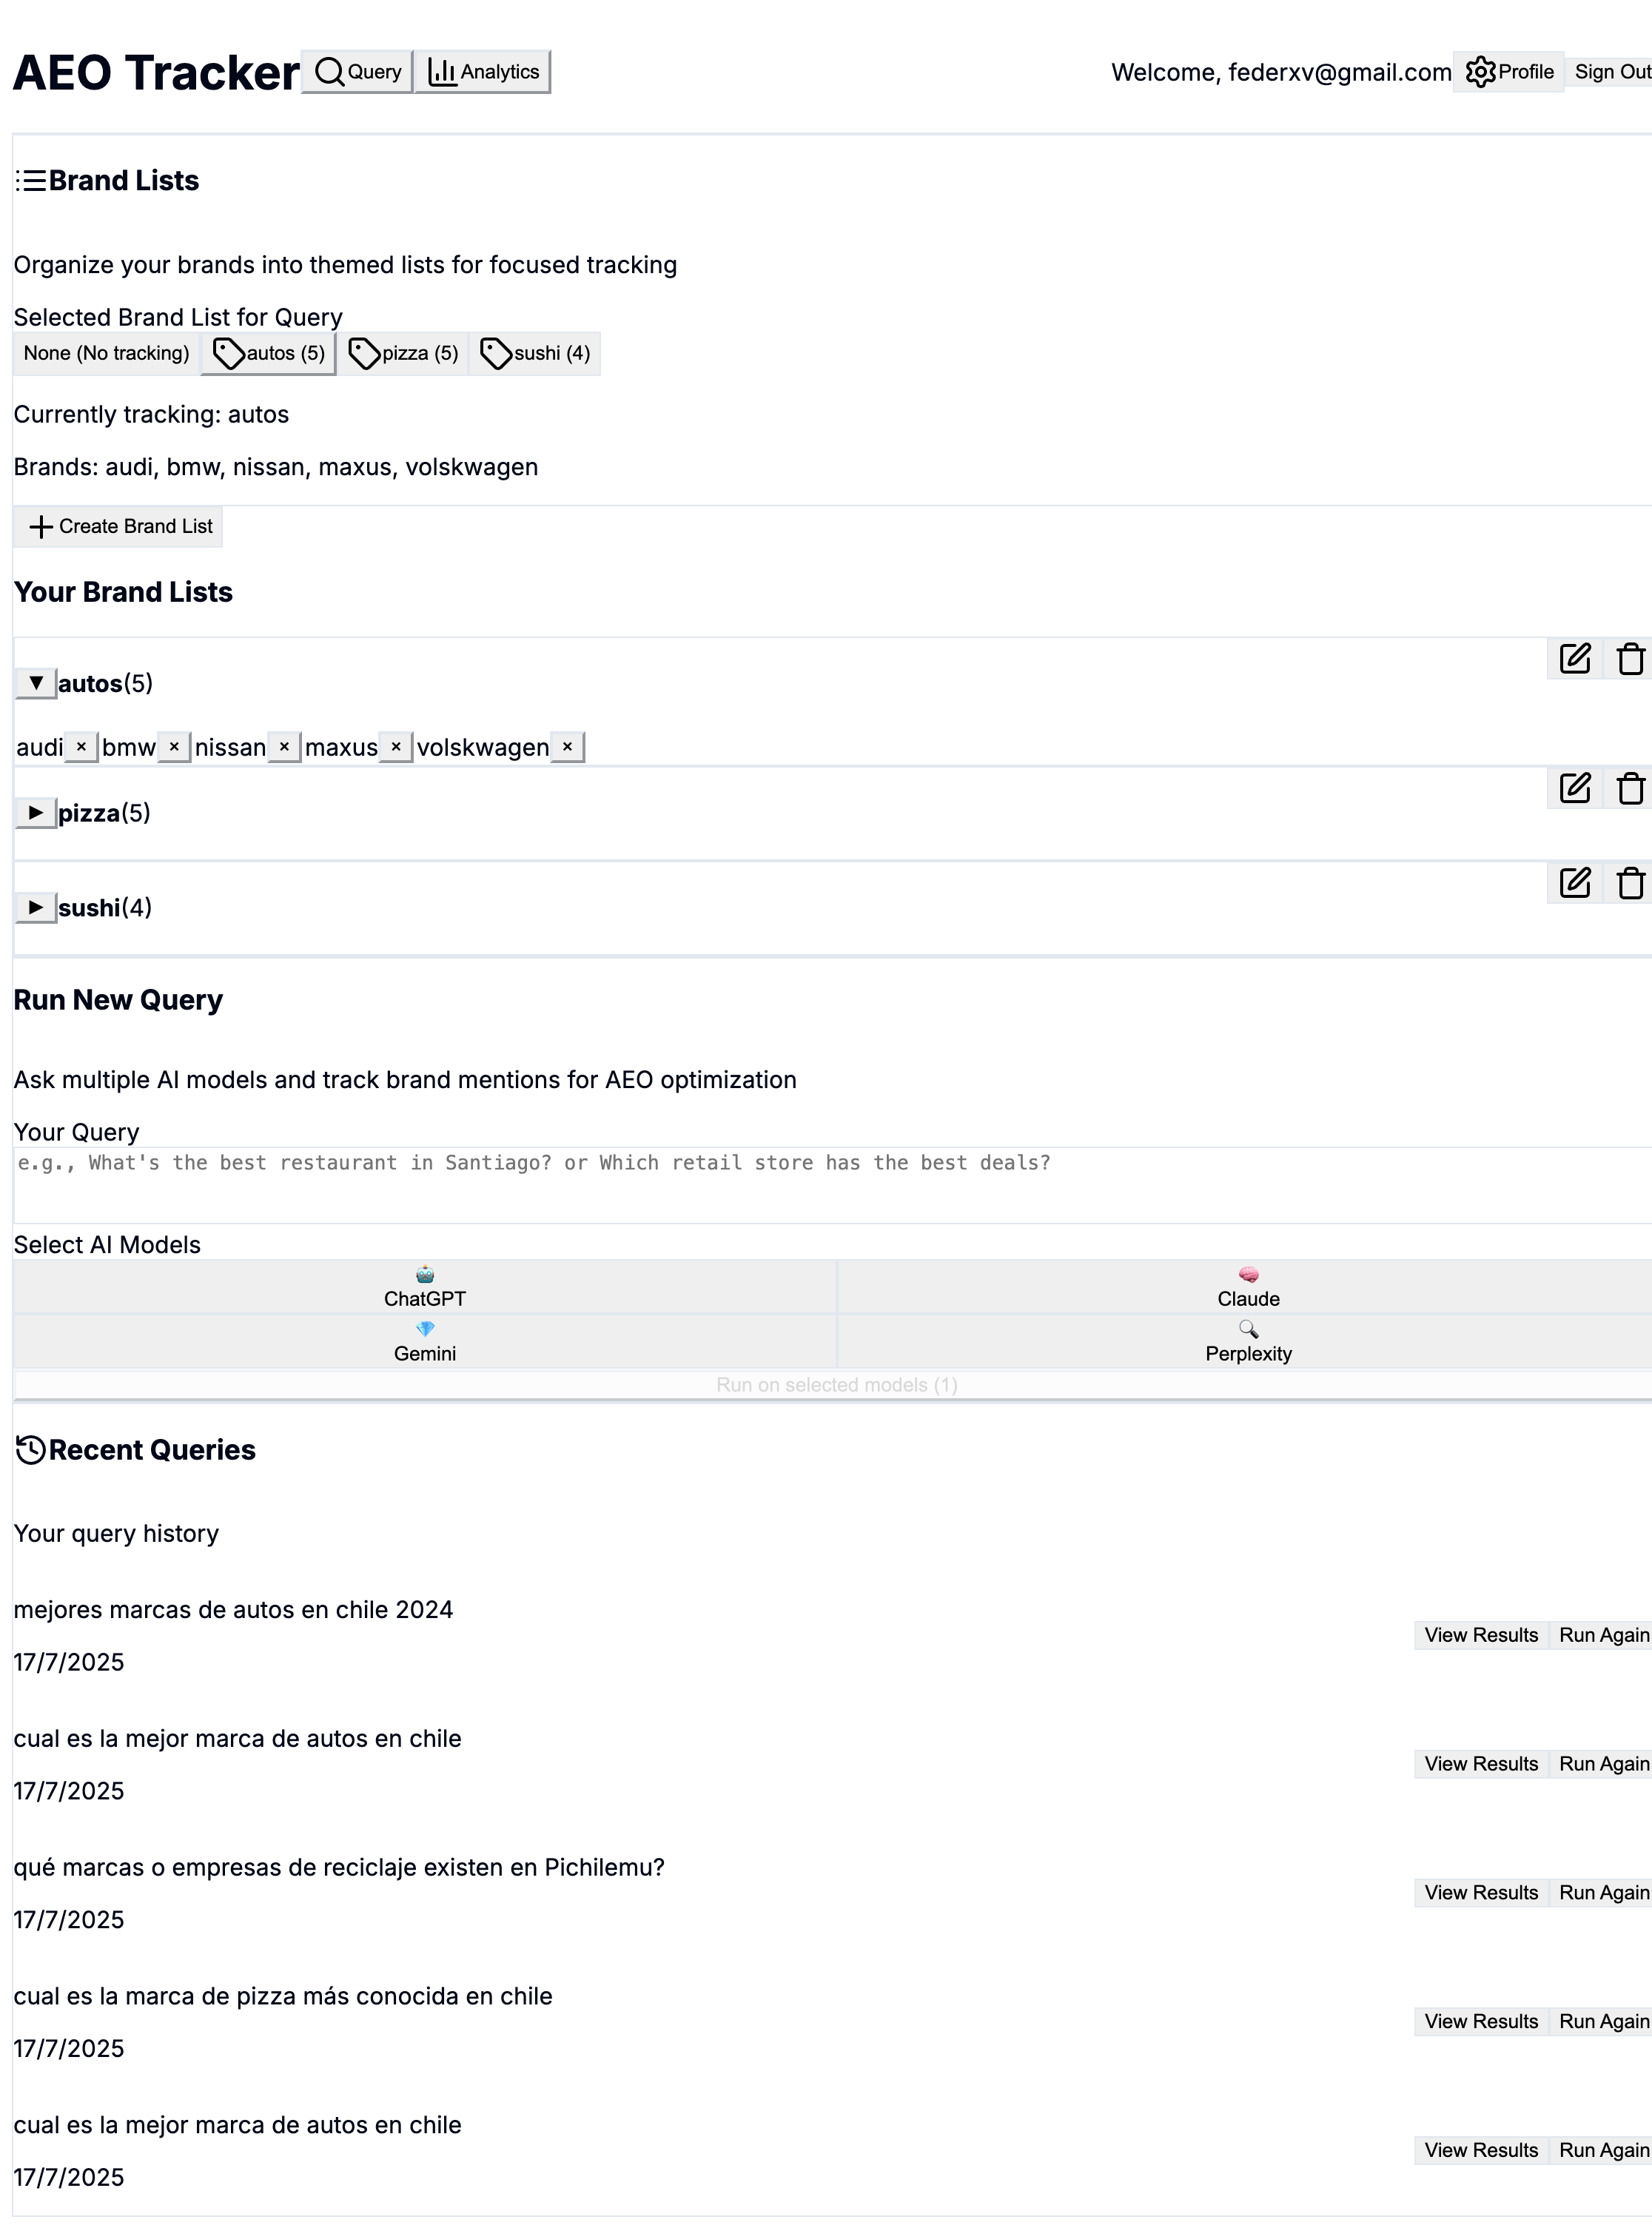 AEO Tracker Query Analytics Welcome, federxv@gmail.com Profile Sign Out
Brand Lists
Organize your brands into themed lists for focused tracking
Selected Brand List for Query
None (No tracking) autos (5) pizza (5) sushi (4)
Currently tracking: autos
Brands: audi, bmw, nissan, maxus, volskwagen
Create Brand List
Your Brand Lists
▼ autos(5)
audi × bmw × nissan × maxus × volskwagen ×
▶ pizza(5)
▶ sushi(4)
Run New Query
Ask multiple AI models and track brand mentions for AEO optimization
Your Query
e.g., What's the best restaurant in Santiago? or Which retail store has the best deals?
Select AI Models
ChatGPT Claude
Gemini Perplexity
Run on selected models (1)
Recent Queries
Your query history
mejores marcas de autos en chile 2024
View Results Run Again
17/7/2025
cual es la mejor marca de autos en chile
View Results Run Again
17/7/2025
qué marcas o empresas de reciclaje existen en Pichilemu?
View Results Run Again
17/7/2025
cual es la marca de pizza más conocida en chile
View Results Run Again
17/7/2025
cual es la mejor marca de autos en chile
View Results Run Again
17/7/2025